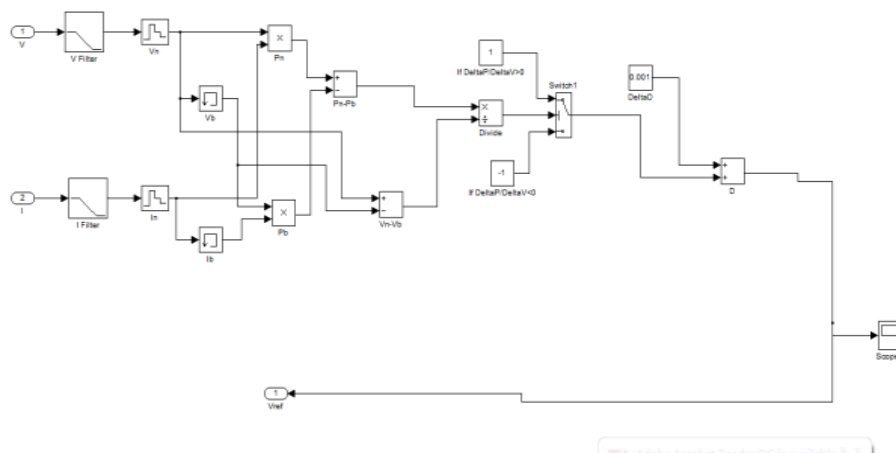 1
V
V Filter
Vn
×
Pn
1
If DeltaP/DeltaV>0
Switch1
0.001
DeltaD
+
−
Pn-Pb
Vb
×
÷
Divide
-1
If DeltaP/DeltaV<0
+
+
D
2
I
I Filter
In
×
Pb
+
−
Vn-Vb
Ib
Scope
1
Vref